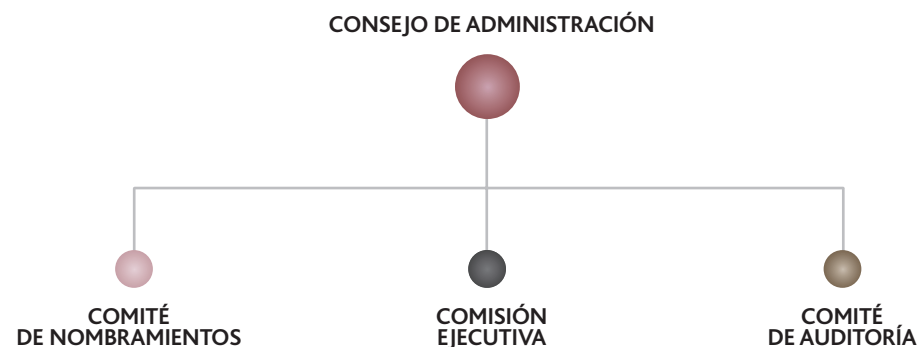 CONSEJO DE ADMINISTRACIÓN
COMITÉ
DE NOMBRAMIENTOS
COMISIÓN
EJECUTIVA
COMITÉ
DE AUDITORÍA